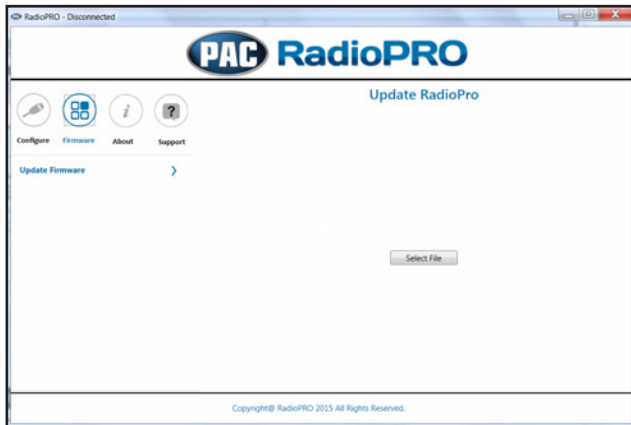 RadioPRO - Disconnected
PAC RadioPRO
Update RadioPro
Configure Firmware About Support
Update Firmware
Select File
Copyright@ RadioPRO 2015 All Rights Reserved.